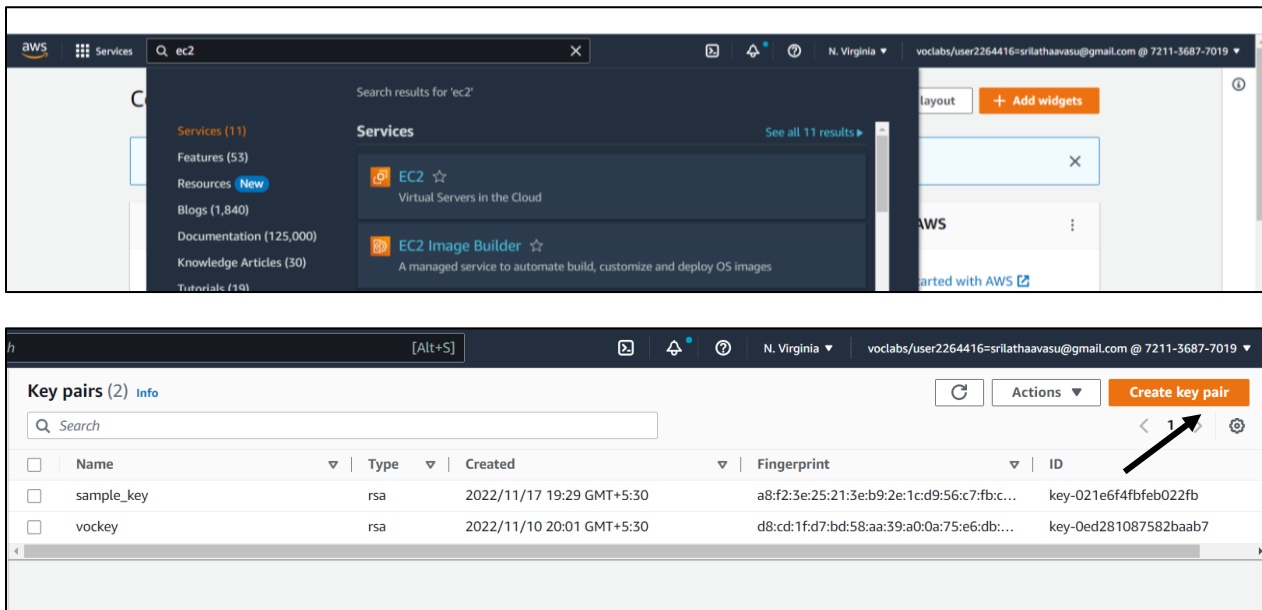 aws Services ec2 N. Virginia voclabs/user2264416=srilathaavasu@gmail.com @ 7211-3687-7019
Search results for 'ec2'
layout + Add widgets
Services (11)
Services
See all 11 results
Features (53)
Resources New
EC2
Virtual Servers in the Cloud
Blogs (1,840)
Documentation (125,000)
AWS
EC2 Image Builder
Knowledge Articles (30)
A managed service to automate build, customize and deploy OS images
arted with AWS
Tutorials (19)
h [Alt+S] N. Virginia voclabs/user2264416=srilathaavasu@gmail.com @ 7211-3687-7019
Key pairs (2) Info Actions Create key pair
Search 1
Name Type Created Fingerprint ID
sample_key rsa 2022/11/17 19:29 GMT+5:30 a8:f2:3e:25:21:3e:b9:2e:1c:d9:56:c7:fb:c... key-021e6f4fbfeb022fb
vockey rsa 2022/11/10 20:01 GMT+5:30 d8:cd:1f:d7:bd:58:aa:39:a0:0a:75:e6:db:... key-0ed281087582baab7